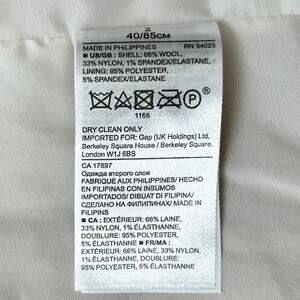 2
40/85CM
MADE IN PHILIPPINES RN 54023
■ US/GB : SHELL: 66% WOOL,
33% NYLON, 1% SPANDEX/ELASTANE,
LINING: 95% POLYESTER,
5% SPANDEX/ELASTANE
1166
DRY CLEAN ONLY
IMPORTED FOR: Gap (UK Holdings) Ltd,
Berkeley Square House / Berkeley Square,
London W1J 6BS
CA 17897
Одежда второго слоя
FABRIQUE AUX PHILIPPINES/ HECHO
EN FILIPINAS CON INSUMOS
IMPORTADOS/ DIBUAT DI FILIPINA/
СДЕЛАНО НА ФИЛИППИНАХ/ MADE IN
FILIPINS
■ CA : EXTÉRIEUR: 66% LAINE,
33% NYLON, 1% ÉLASTHANNE,
DOUBLURE: 95% POLYESTER,
5% ÉLASTHANNE ■ FR/MA :
EXTÉRIEUR: 66% LAINE, 33% NYLON,
1% ÉLASTHANNE, DOUBLURE:
95% POLYESTER, 5% ÉLASTHANNE